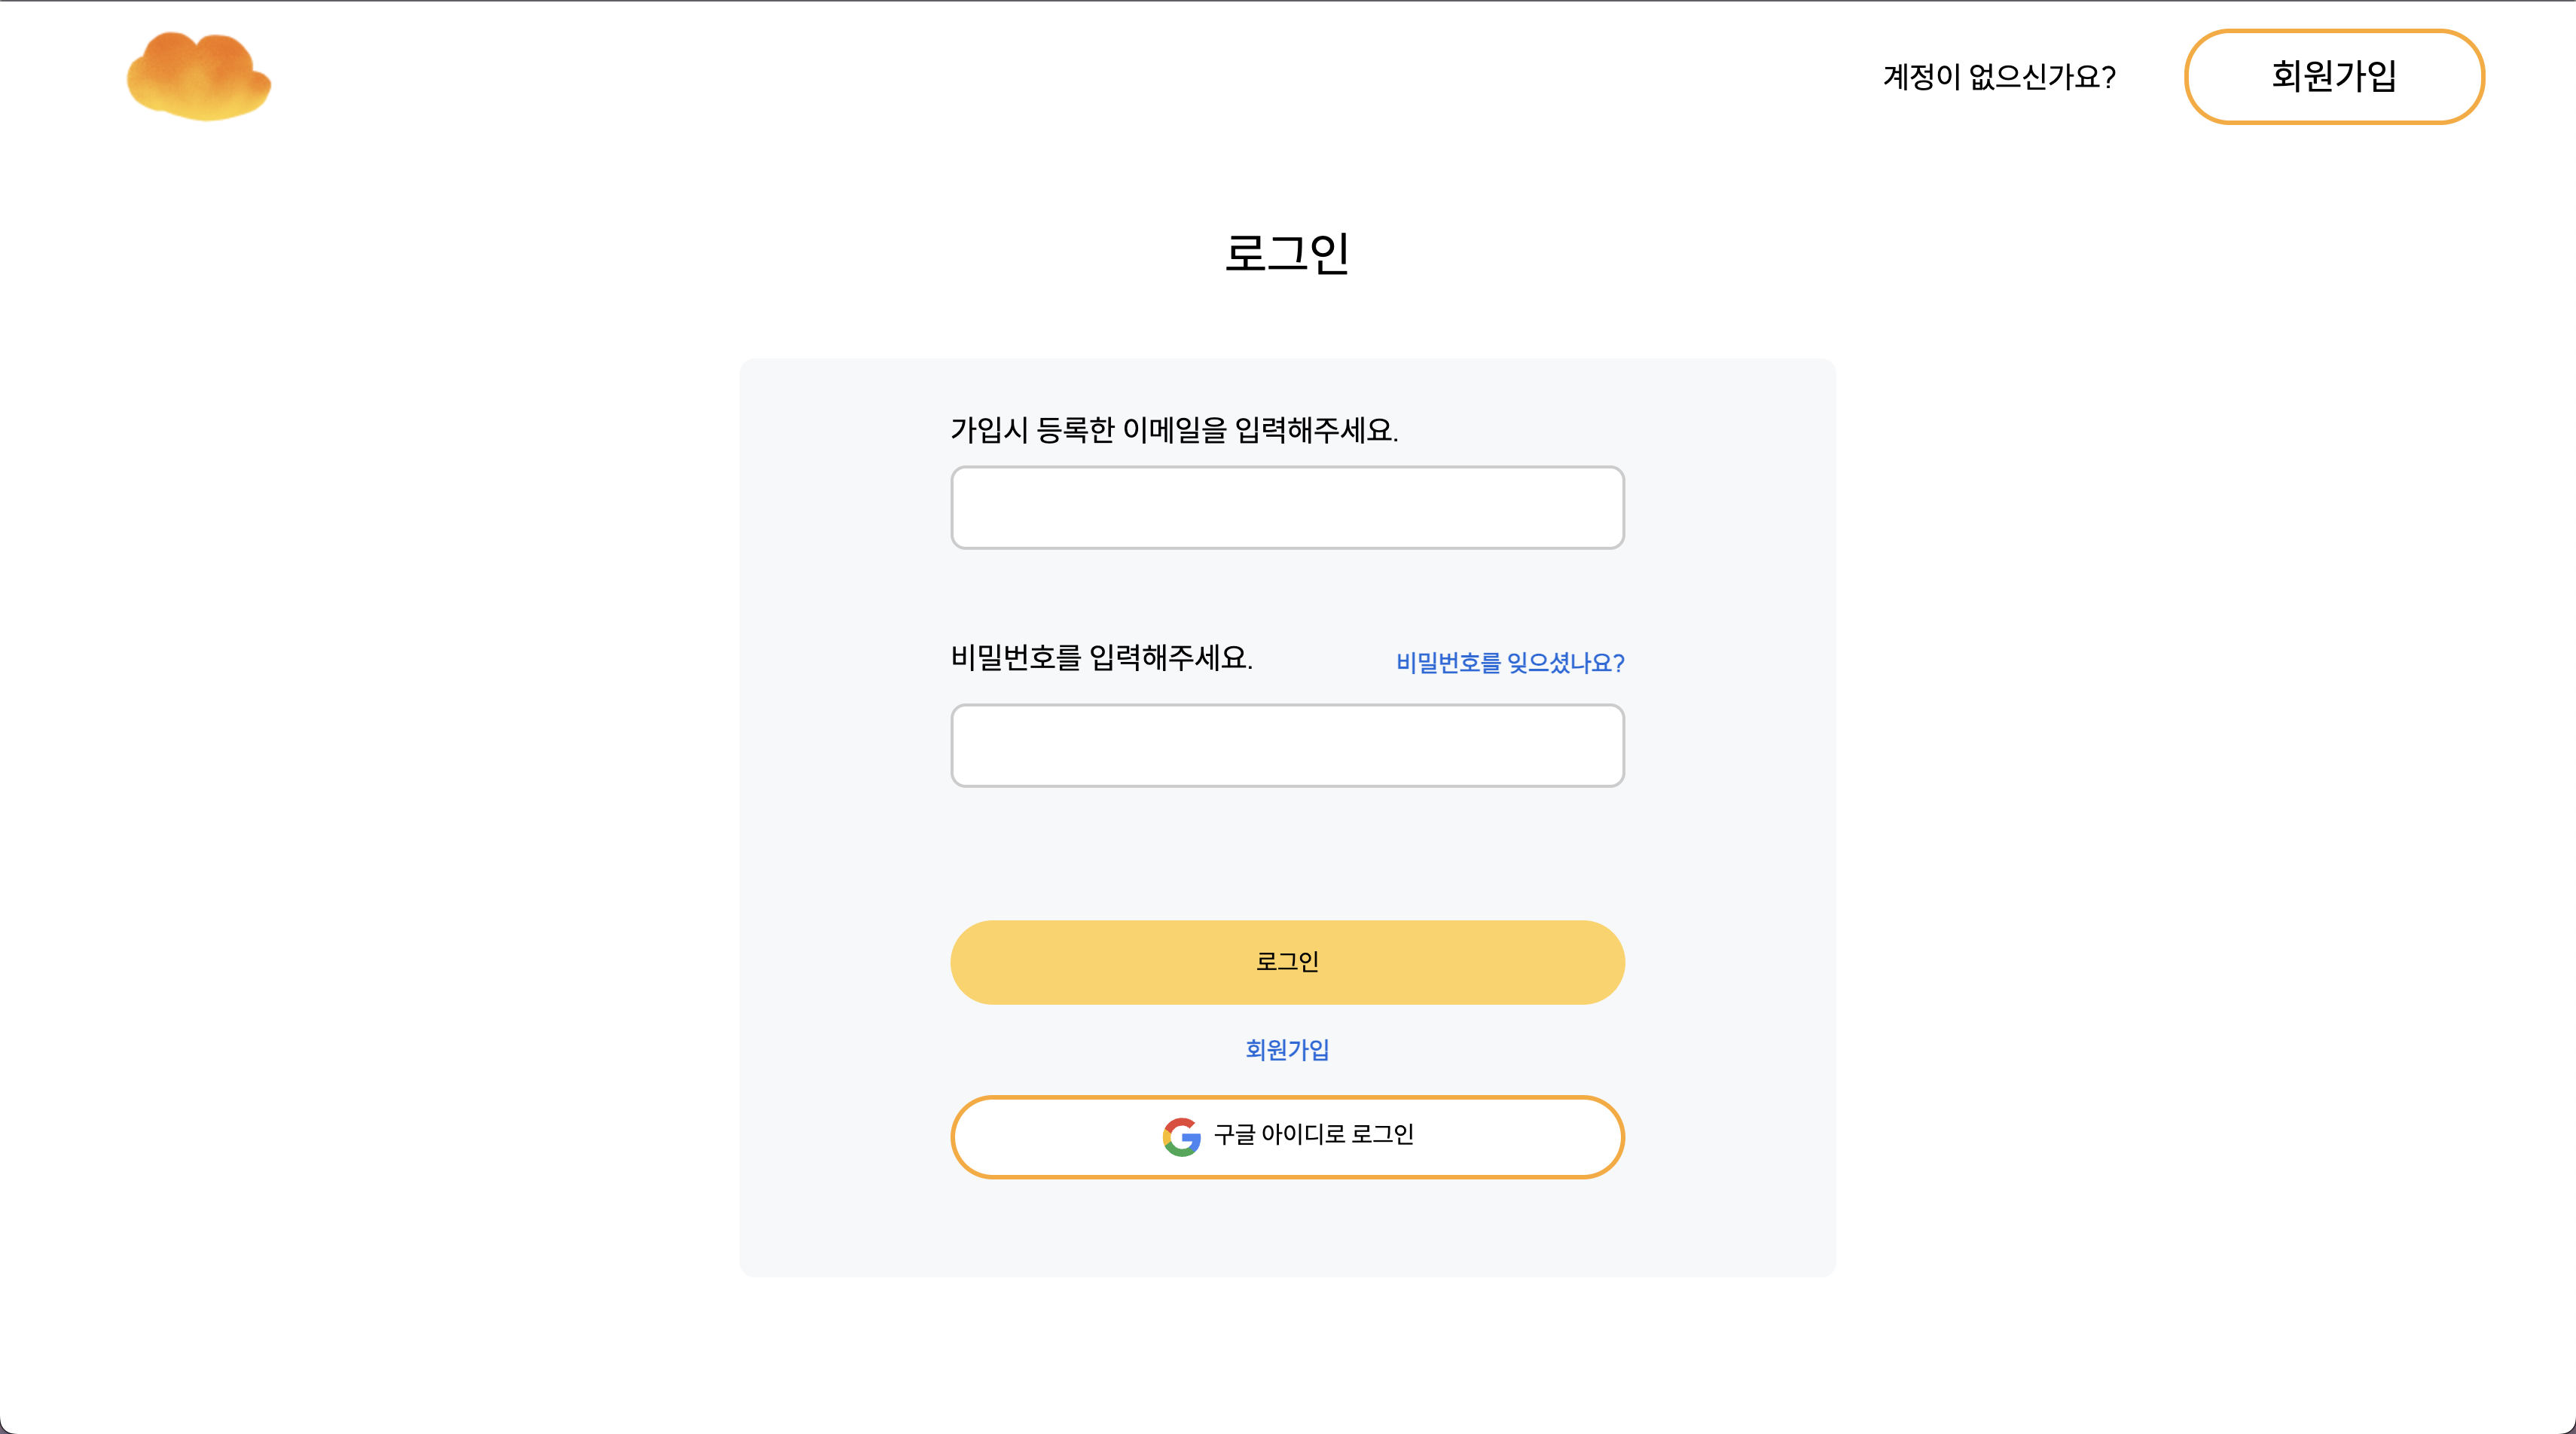 계정이 없으신가요?
회원가입
로그인
가입시 등록한 이메일을 입력해주세요.
비밀번호를 입력해주세요.
비밀번호를 잊으셨나요?
로그인
회원가입
구글 아이디로 로그인